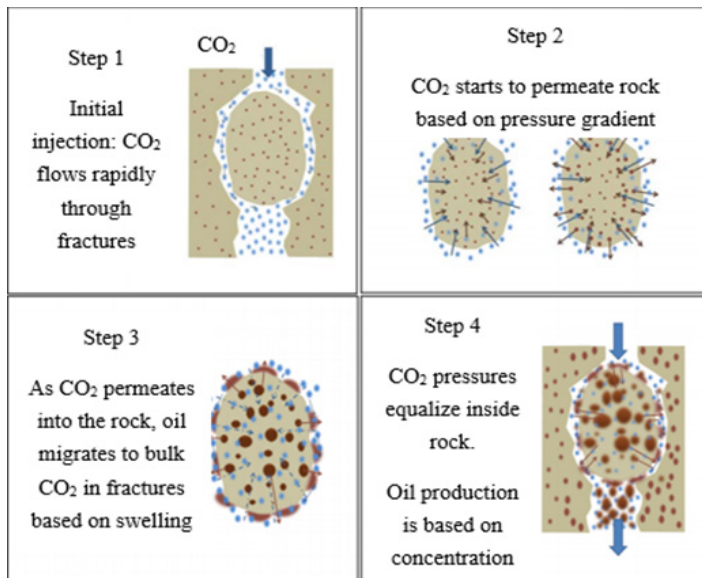 Step 1
CO₂
Initial
injection: CO₂
flows rapidly
through
fractures
Step 2
CO₂ starts to permeate rock
based on pressure gradient
Step 3
As CO₂ permeates
into the rock, oil
migrates to bulk
CO₂ in fractures
based on swelling
Step 4
CO₂ pressures
equalize inside
rock.
Oil production
is based on
concentration